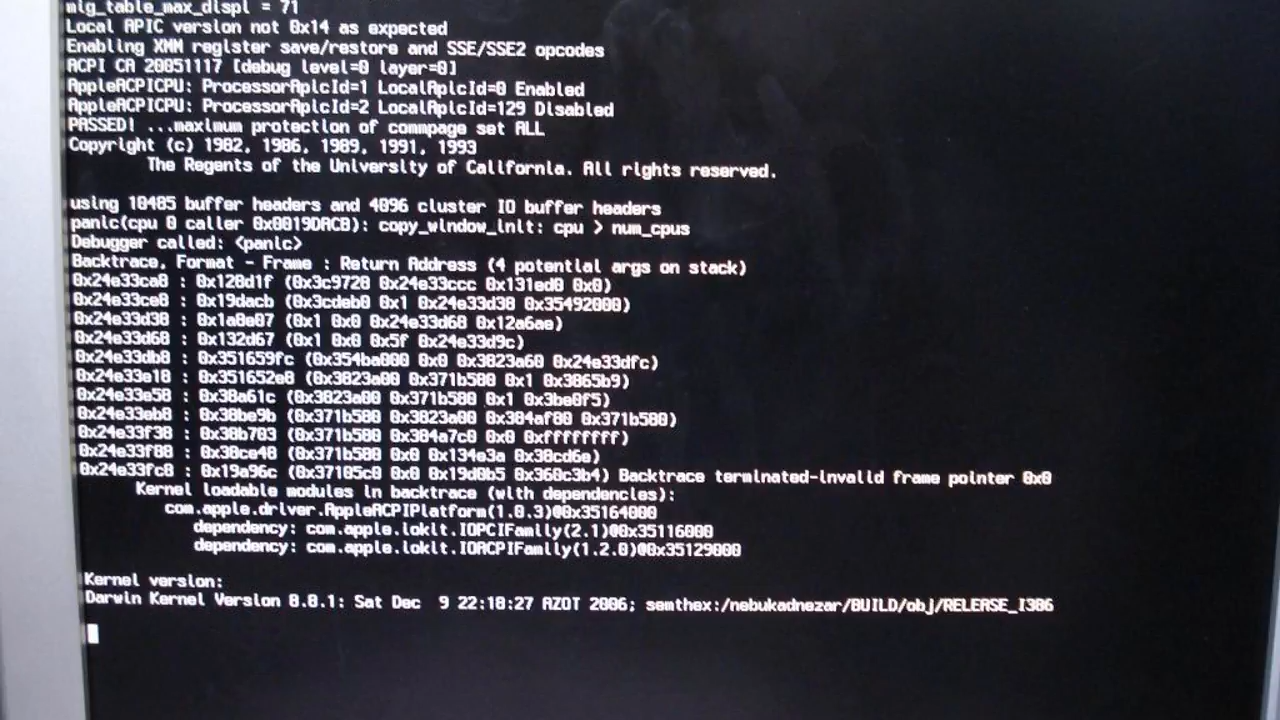 mig_table_max_displ = 71
Local APIC version not 0x14 as expected
Enabling XMM register save/restore and SSE/SSE2 opcodes
ACPI CA 20051117 [debug level=0 layer=0]
AppleACPICPU: ProcessorApicId=1 LocalApicId=0 Enabled
AppleACPICPU: ProcessorApicId=2 LocalApicId=129 Disabled
PASSED! ...maximum protection of commpage set ALL
Copyright (c) 1982, 1986, 1989, 1991, 1993
The Regents of the University of California. All rights reserved.
using 10485 buffer headers and 4096 cluster IO buffer headers
panic(cpu 0 caller 0x0019DACB): copy_window_init: cpu > num_cpus
Debugger called: <panic>
Backtrace, Format - Frame : Return Address (4 potential args on stack)
0x24e33ca8 : 0x128d1f (0x3c9720 0x24e33ccc 0x131ed0 0x0)
0x24e33ce8 : 0x19dacb (0x3cdeb0 0x1 0x24e33d38 0x35492000)
0x24e33d38 : 0x1a8e07 (0x1 0x0 0x24e33d68 0x12a6ae)
0x24e33d68 : 0x132d67 (0x1 0x0 0x5f 0x24e33d9c)
0x24e33db8 : 0x351659fc (0x354ba000 0x0 0x3823a60 0x24e33dfc)
0x24e33e18 : 0x351652e8 (0x3823a00 0x371b580 0x1 0x3865b9)
0x24e33e58 : 0x38a61c (0x3823a00 0x371b580 0x1 0x3be0f5)
0x24e33eb8 : 0x38be9b (0x371b580 0x3823a00 0x384af80 0x371b580)
0x24e33f38 : 0x38b703 (0x371b580 0x384a7c0 0x0 0xffffffff)
0x24e33f88 : 0x38ce48 (0x371b580 0x0 0x134e3a 0x38cd6e)
0x24e33fc8 : 0x19a96c (0x37185c0 0x0 0x19d0b5 0x360c3b4) Backtrace terminated-invalid frame pointer 0x0
Kernel loadable modules in backtrace (with dependencies):
com.apple.driver.AppleACPIPlatform(1.0.3)@0x35164000
dependency: com.apple.iokit.IOPCIFamily(2.1)@0x35116000
dependency: com.apple.iokit.IOACPIFamily(1.2.0)@0x35129000
Kernel version:
Darwin Kernel Version 8.8.1: Sat Dec  9 22:18:27 AZOT 2006; semthex:/nebukadnezar/BUILD/obj/RELEASE_I386